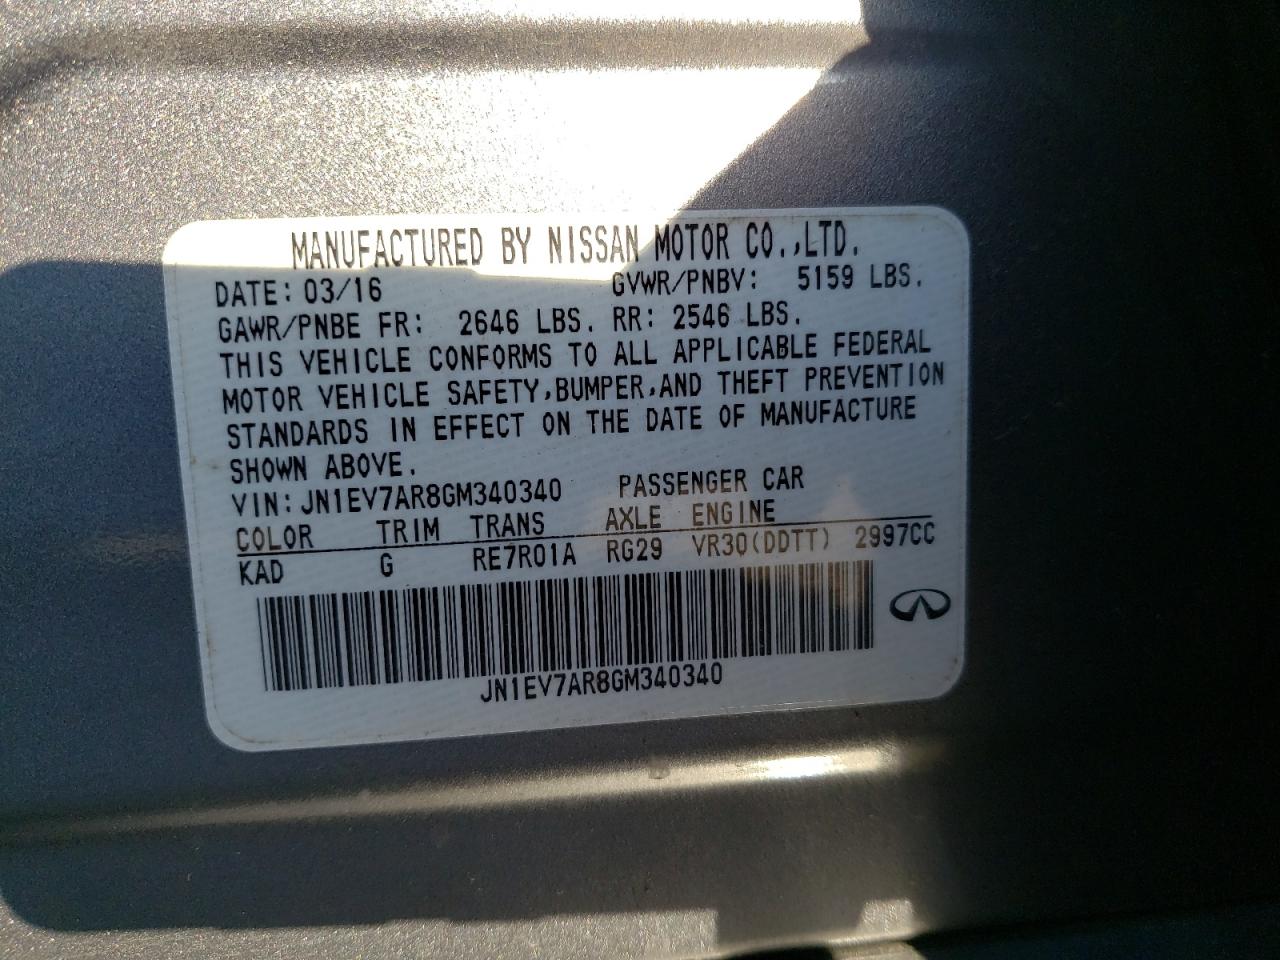 MANUFACTURED BY NISSAN MOTOR CO.,LTD.
DATE: 03/16 GVWR/PNBV: 5159 LBS.
GAWR/PNBE FR: 2646 LBS. RR: 2546 LBS.
THIS VEHICLE CONFORMS TO ALL APPLICABLE FEDERAL
MOTOR VEHICLE SAFETY,BUMPER,AND THEFT PREVENTION
STANDARDS IN EFFECT ON THE DATE OF MANUFACTURE
SHOWN ABOVE.
VIN:JN1EV7AR8GM340340 PASSENGER CAR
COLOR TRIM TRANS AXLE ENGINE
KAD G RE7R01A RG29 VR30(DDTT) 2997CC
JN1EV7AR8GM340340